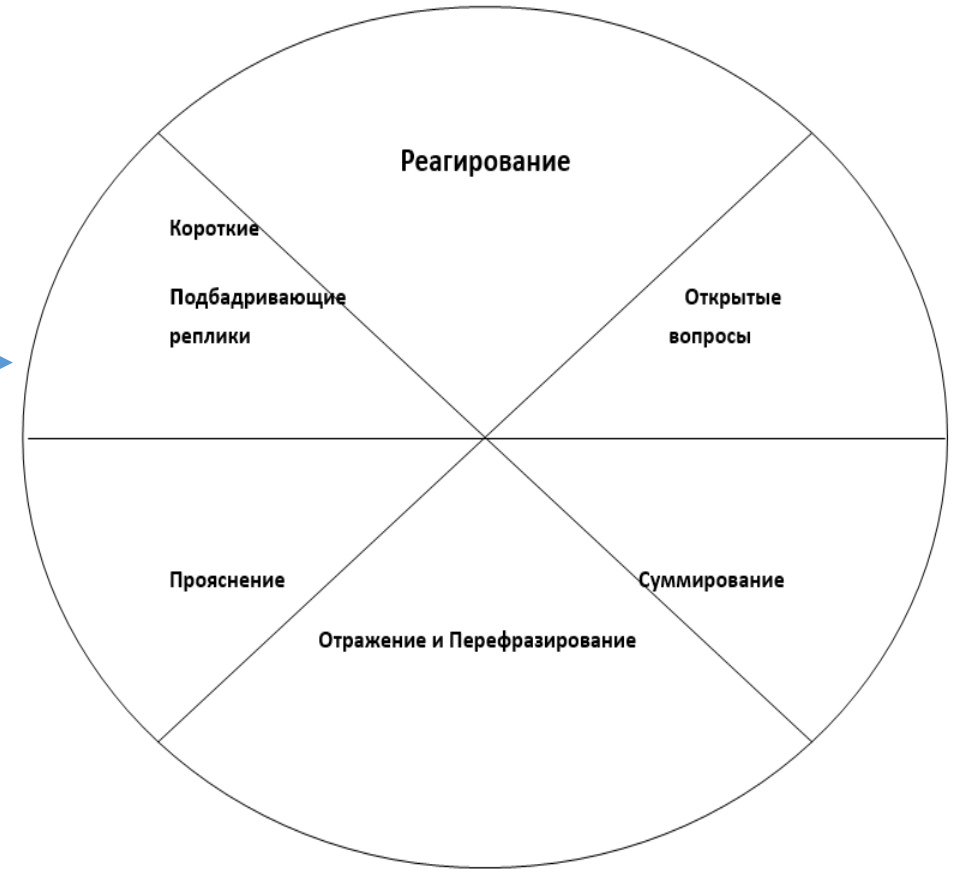 Реагирование
Короткие
Подбадривающие
реплики
Открытые
вопросы
Прояснение
Суммирование
Отражение и Перефразирование